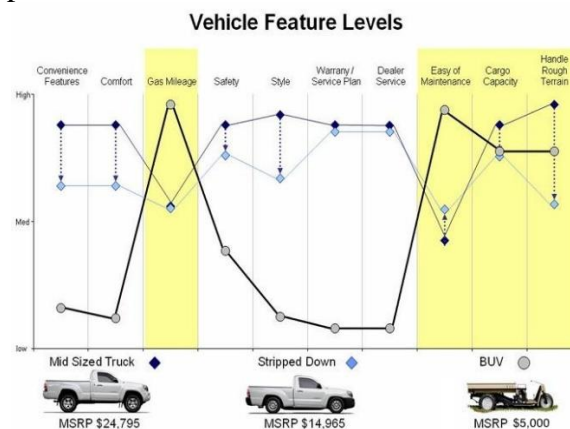 Vehicle Feature Levels
Convenience
Features
Comfort
Gas Mileage
Safety
Style
Warrany /
Service Plan
Dealer
Service
Easy of
Maintenance
Cargo
Capacity
Handle
Rough
Terrain
High
Med
low
Mid Sized Truck
Stripped Down
BUV
MSRP $24,795
MSRP $14,965
MSRP $5,000